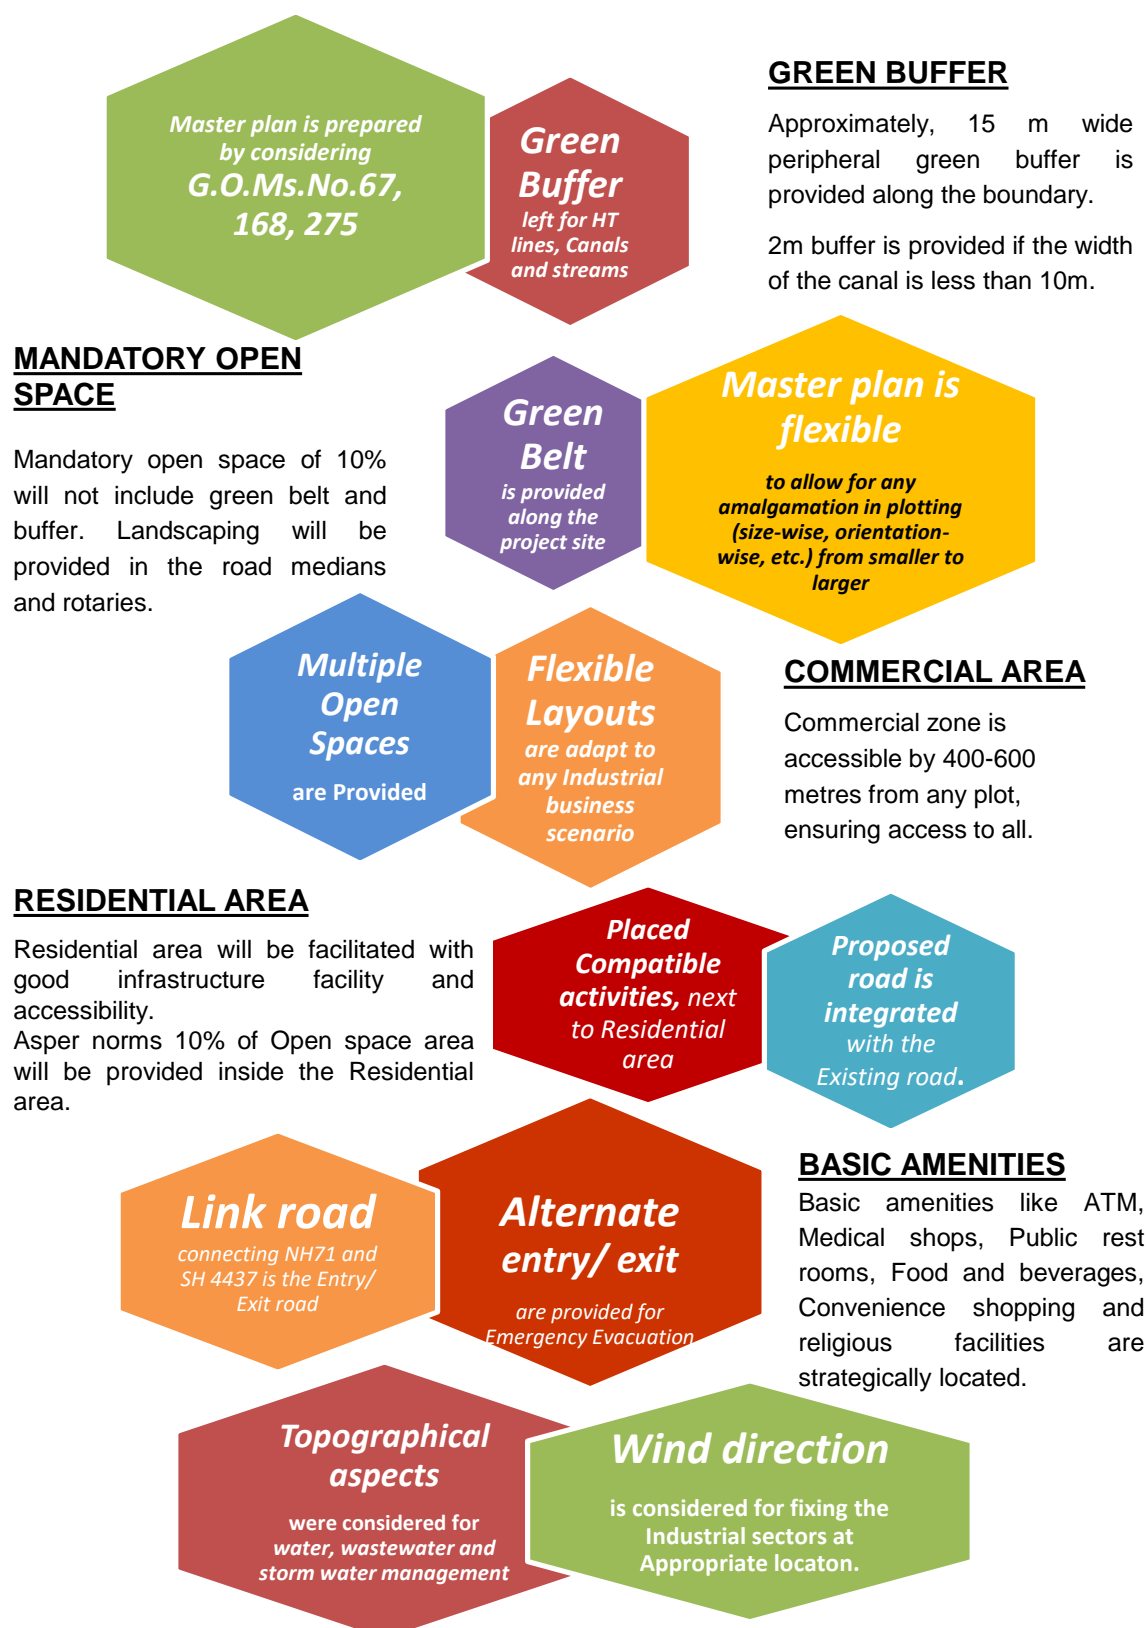 Master plan is prepared
by considering
G.O.Ms.No.67,
168, 275
Green
Buffer
left for HT
lines, Canals
and streams
GREEN BUFFER
Approximately, 15 m wide
peripheral green buffer is
provided along the boundary.
2m buffer is provided if the width
of the canal is less than 10m.
MANDATORY OPEN
SPACE
Mandatory open space of 10%
will not include green belt and
buffer. Landscaping will be
provided in the road medians
and rotaries.
Green
Belt
is provided
along the
project site
Master plan is
flexible
to allow for any
amalgamation in plotting
(size-wise, orientation-
wise, etc.) from smaller to
larger
Multiple
Open
Spaces
are Provided
Flexible
Layouts
are adapt to
any Industrial
business
scenario
COMMERCIAL AREA
Commercial zone is
accessible by 400-600
metres from any plot,
ensuring access to all.
RESIDENTIAL AREA
Residential area will be facilitated with
good infrastructure facility and
accessibility.
Asper norms 10% of Open space area
will be provided inside the Residential
area.
Placed
Compatible
activities, next
to Residential
area
Proposed
road is
integrated
with the
Existing road.
Link road
connecting NH71 and
SH 4437 is the Entry/
Exit road
Alternate
entry/ exit
are provided for
Emergency Evacuation
BASIC AMENITIES
Basic amenities like ATM,
Medical shops, Public rest
rooms, Food and beverages,
Convenience shopping and
religious facilities are
strategically located.
Topographical
aspects
were considered for
water, wastewater and
storm water management
Wind direction
is considered for fixing the
Industrial sectors at
Appropriate locaton.